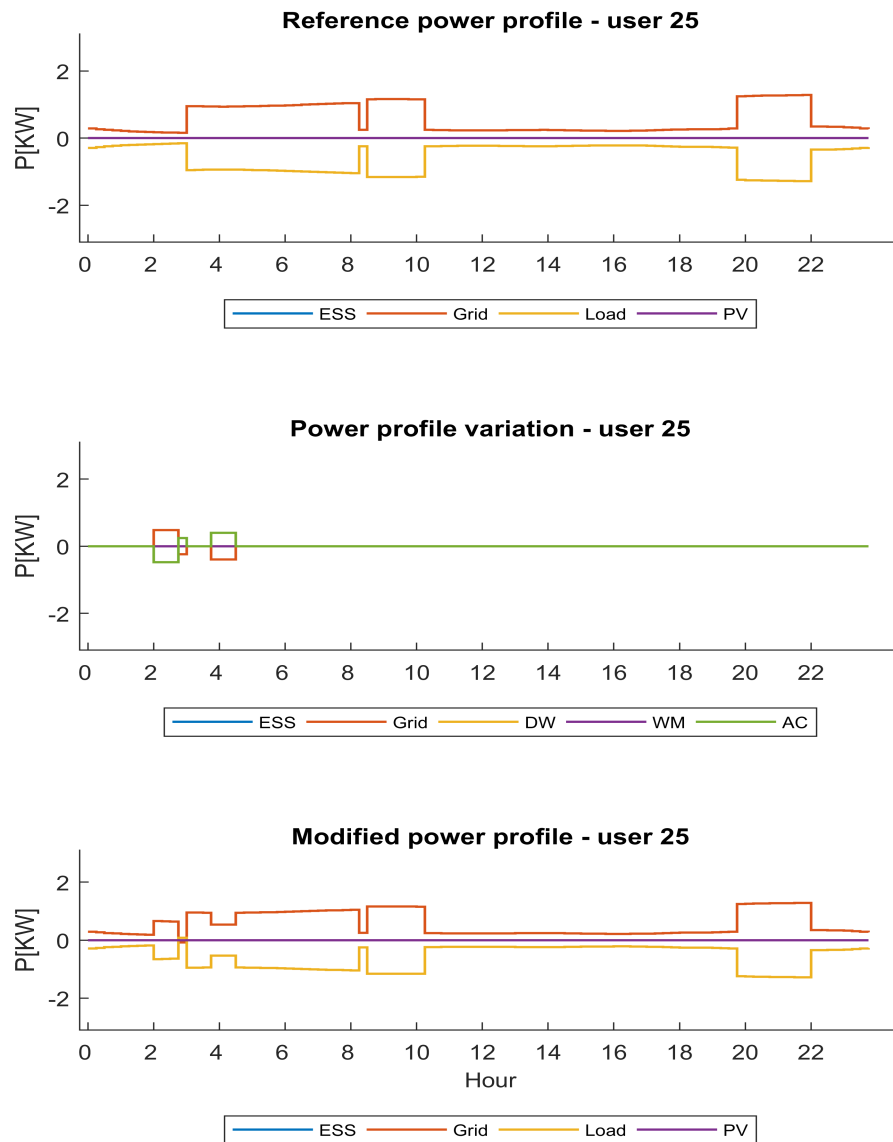 Reference power profile - user 25
2
0
-2
P[KW]
0 2 4 6 8 10 12 14 16 18 20 22
ESS Grid Load PV
Power profile variation - user 25
2
0
-2
P[KW]
0 2 4 6 8 10 12 14 16 18 20 22
ESS Grid DW WM AC
Modified power profile - user 25
2
0
-2
P[KW]
0 2 4 6 8 10 12 14 16 18 20 22
Hour
ESS Grid Load PV